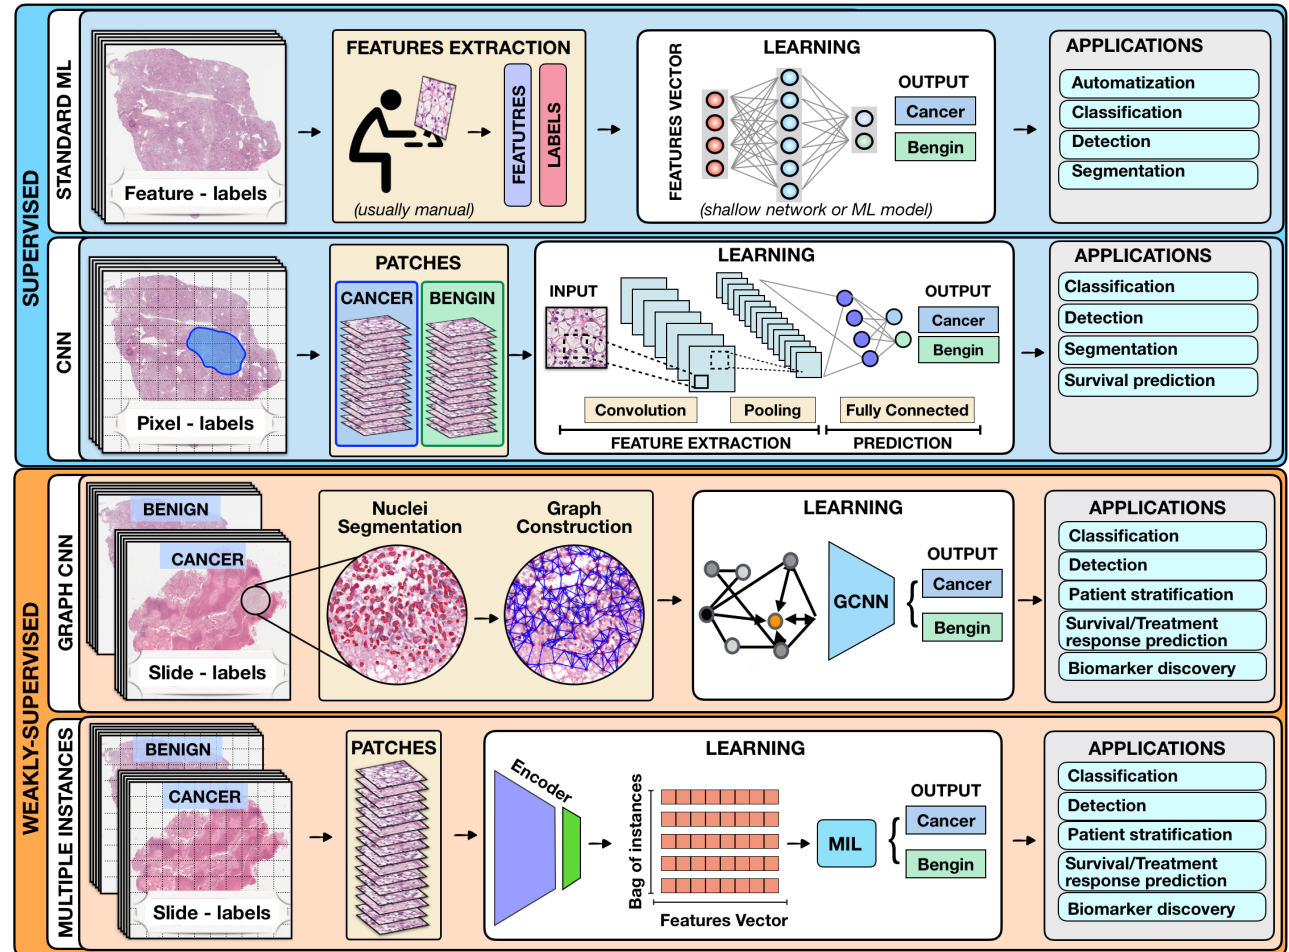 SUPERVISED
STANDARD ML
Feature - labels
FEATURES EXTRACTION
(usually manual)
FEATUTRES
LABELS
LEARNING
FEATURES VECTOR
OUTPUT
Cancer
Bengin
(shallow network or ML model)
APPLICATIONS
Automatization
Classification
Detection
Segmentation
CNN
Pixel - labels
PATCHES
CANCER
BENGIN
LEARNING
INPUT
OUTPUT
Cancer
Bengin
Convolution
Pooling
Fully Connected
FEATURE EXTRACTION
PREDICTION
APPLICATIONS
Classification
Detection
Segmentation
Survival prediction
WEAKLY-SUPERVISED
GRAPH CNN
BENIGN
CANCER
Slide - labels
Nuclei
Segmentation
Graph
Construction
LEARNING
GCNN
OUTPUT
Cancer
Bengin
APPLICATIONS
Classification
Detection
Patient stratification
Survival/Treatment
response prediction
Biomarker discovery
MULTIPLE INSTANCES
BENIGN
CANCER
Slide - labels
PATCHES
LEARNING
Encoder
Bag of instances
Features Vector
MIL
OUTPUT
Cancer
Bengin
APPLICATIONS
Classification
Detection
Patient stratification
Survival/Treatment
response prediction
Biomarker discovery